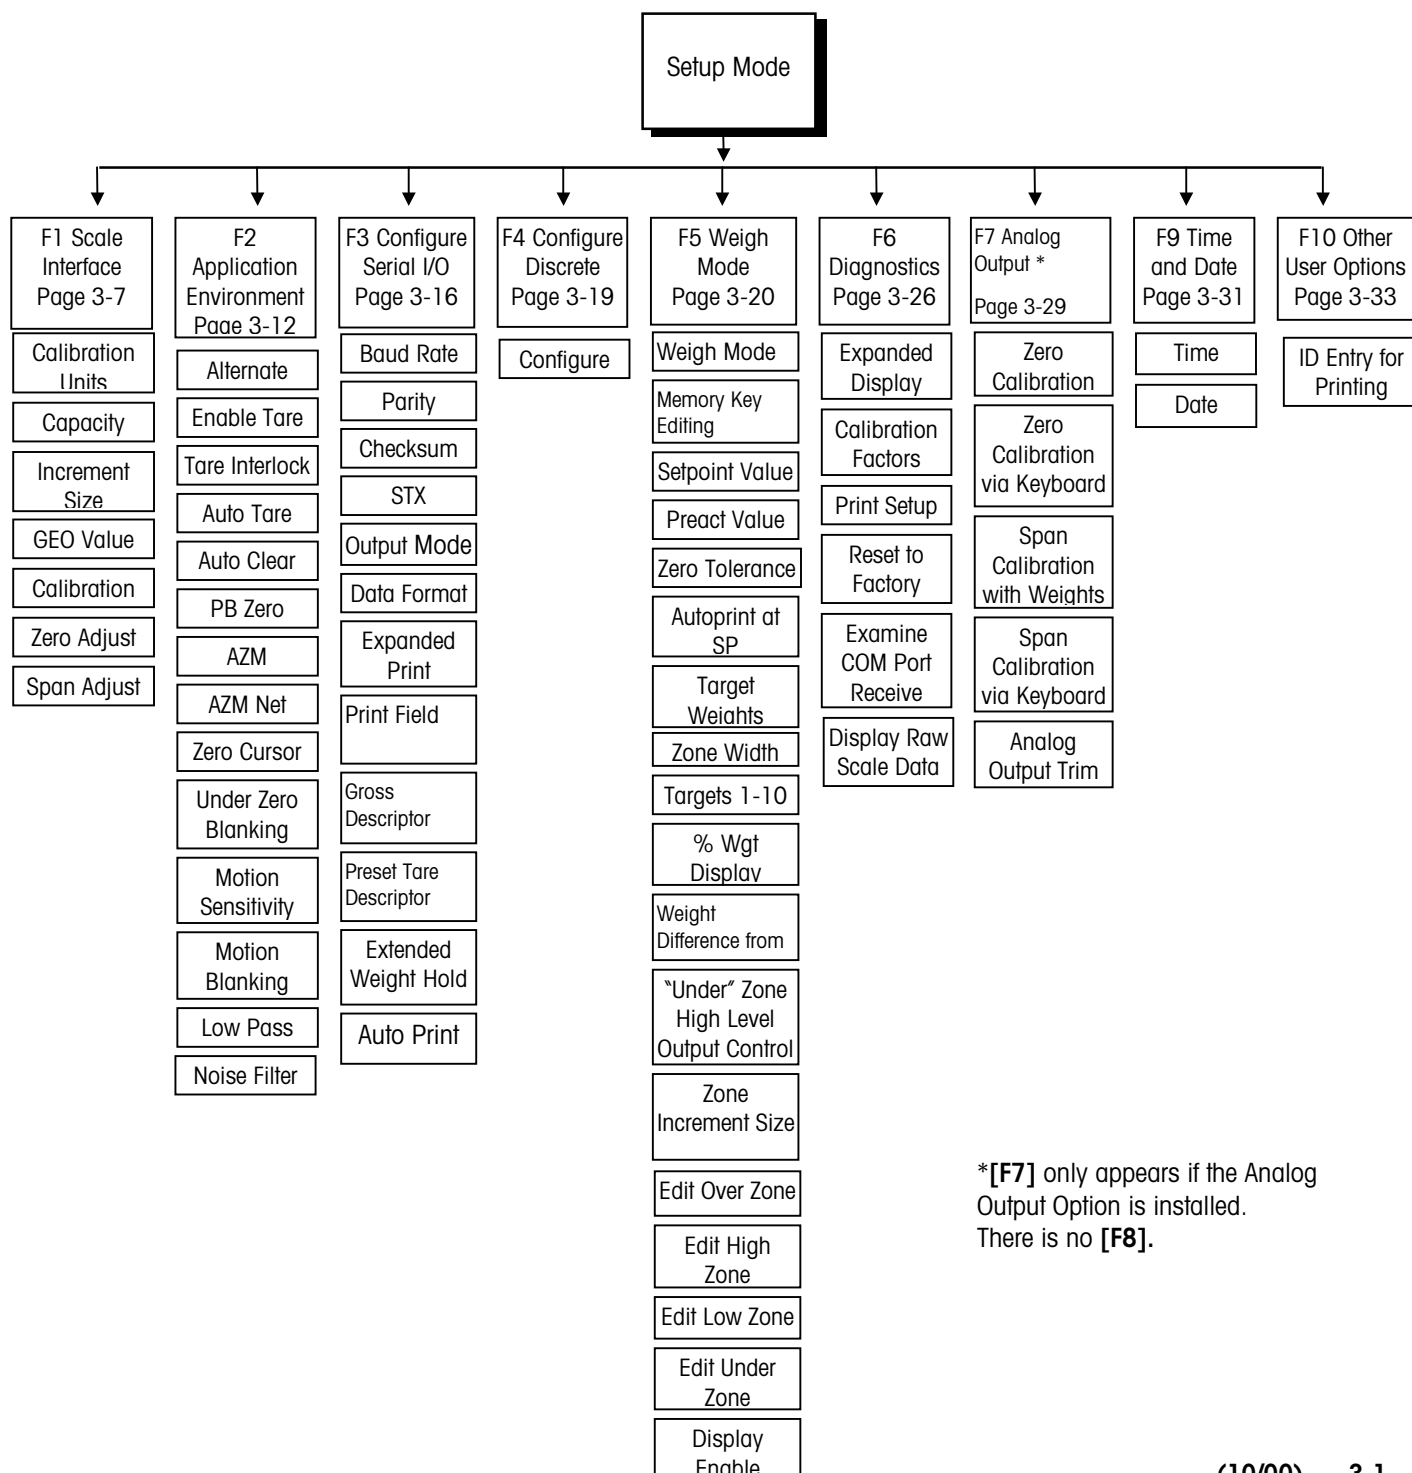 Setup Mode
F1 Scale
Interface
Page 3-7
Calibration
Units
Capacity
Increment
Size
GEO Value
Calibration
Zero Adjust
Span Adjust
F2
Application
Environment
Page 3-12
Alternate
Enable Tare
Tare Interlock
Auto Tare
Auto Clear
PB Zero
AZM
AZM Net
Zero Cursor
Under Zero
Blanking
Motion
Sensitivity
Motion
Blanking
Low Pass
Noise Filter
F3 Configure
Serial I/O
Page 3-16
Baud Rate
Parity
Checksum
STX
Output Mode
Data Format
Expanded
Print
Print Field
Gross
Descriptor
Preset Tare
Descriptor
Extended
Weight Hold
Auto Print
F4 Configure
Discrete
Page 3-19
Configure
F5 Weigh
Mode
Page 3-20
Weigh Mode
Memory Key
Editing
Setpoint Value
Preact Value
Zero Tolerance
Autoprint at
SP
Target
Weights
Zone Width
Targets 1-10
% Wgt
Display
Weight
Difference from
"Under" Zone
High Level
Output Control
Zone
Increment Size
Edit Over Zone
Edit High
Zone
Edit Low Zone
Edit Under
Zone
Display
Enable
F6
Diagnostics
Page 3-26
Expanded
Display
Calibration
Factors
Print Setup
Reset to
Factory
Examine
COM Port
Receive
Display Raw
Scale Data
F7 Analog
Output *
Page 3-29
Zero
Calibration
Zero
Calibration
via Keyboard
Span
Calibration
with Weights
Span
Calibration
via Keyboard
Analog
Output Trim
F9 Time
and Date
Page 3-31
Time
Date
F10 Other
User Options
Page 3-33
ID Entry for
Printing
*[F7] only appears if the Analog
Output Option is installed.
There is no [F8].
(10/00) 3-1